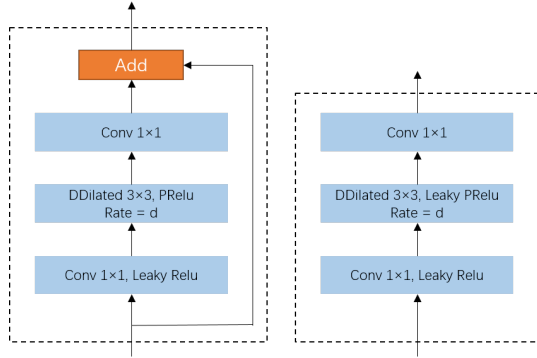 Add
Conv 1×1
DDilated 3×3, PRelu
Rate = d
Conv 1×1, Leaky Relu
Conv 1×1
DDilated 3×3, Leaky PRelu
Rate = d
Conv 1×1, Leaky Relu